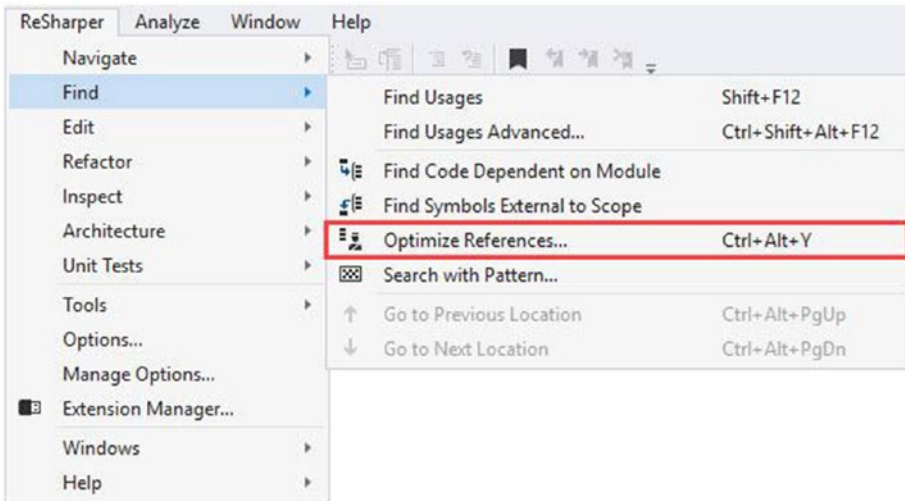 ReSharper Analyze Window Help
Navigate
Find
Edit
Refactor
Inspect
Architecture
Unit Tests
Tools
Options...
Manage Options...
Extension Manager...
Windows
Help
Find Usages Shift+F12
Find Usages Advanced... Ctrl+Shift+Alt+F12
Find Code Dependent on Module
Find Symbols External to Scope
Optimize References... Ctrl+Alt+Y
Search with Pattern...
Go to Previous Location Ctrl+Alt+PgUp
Go to Next Location Ctrl+Alt+PgDn